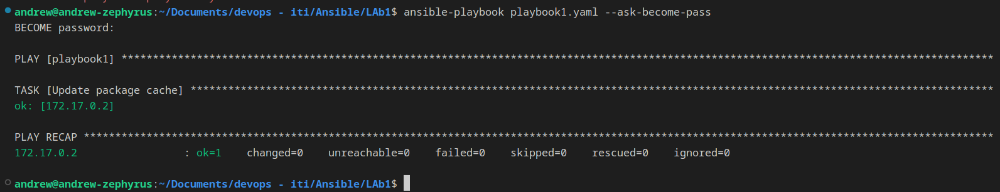 andrew@andrew-zephyrus:~/Documents/devops - iti/Ansible/LAb1$ ansible-playbook playbook1.yaml --ask-become-pass
BECOME password:
PLAY [playbook1] *******************************************************************************************************************************************
TASK [Update package cache] ********************************************************************************************************************************
ok: [172.17.0.2]
PLAY RECAP *************************************************************************************************************************************************
172.17.0.2                 : ok=1    changed=0    unreachable=0    failed=0    skipped=0    rescued=0    ignored=0
andrew@andrew-zephyrus:~/Documents/devops - iti/Ansible/LAb1$